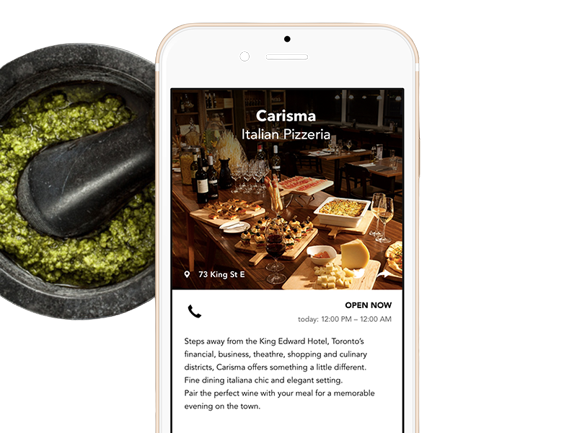 Carisma
Italian Pizzeria
73 King St E
OPEN NOW
today: 12:00 PM – 12:00 AM
Steps away from the King Edward Hotel, Toronto's
financial, business, theathre, shopping and culinary
districts, Carisma offers something a little different.
Fine dining italiana chic and elegant setting.
Pair the perfect wine with your meal for a memorable
evening on the town.